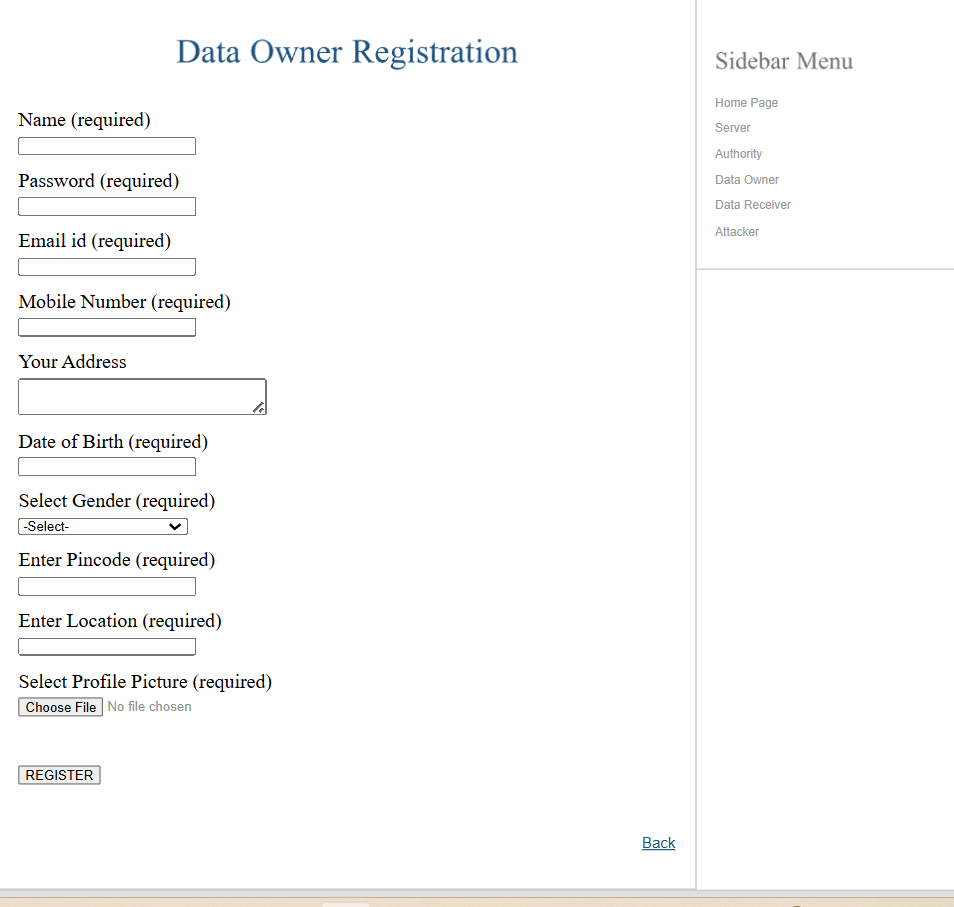 Data Owner Registration
Name (required)
Password (required)
Email id (required)
Mobile Number (required)
Your Address
Date of Birth (required)
Select Gender (required)
-Select-
Enter Pincode (required)
Enter Location (required)
Select Profile Picture (required)
Choose File No file chosen
REGISTER
Back
Sidebar Menu
Home Page
Server
Authority
Data Owner
Data Receiver
Attacker